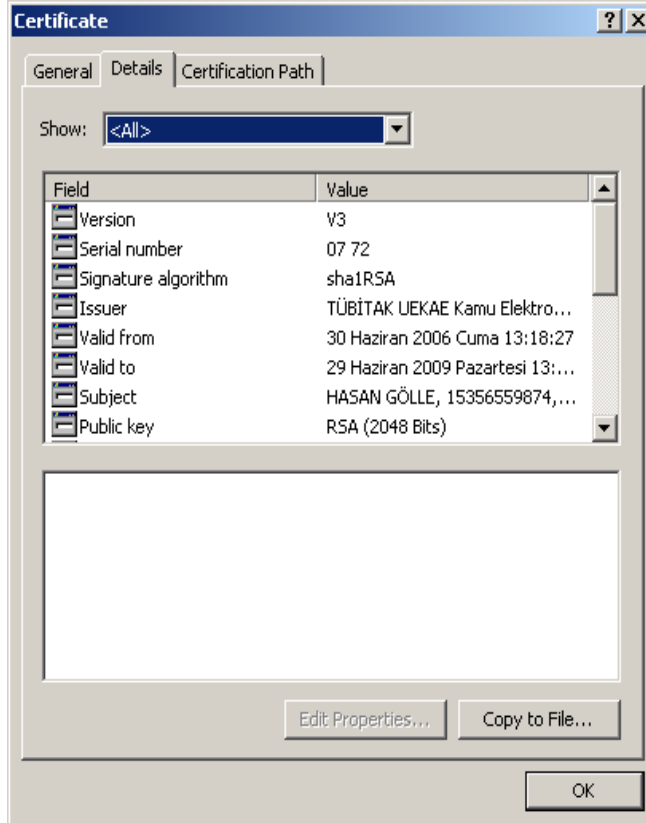 Certificate
General Details Certification Path
Show: <All>
Field Value
Version V3
Serial number 07 72
Signature algorithm sha1RSA
Issuer TÜBİTAK UEKAE Kamu Elektro...
Valid from 30 Haziran 2006 Cuma 13:18:27
Valid to 29 Haziran 2009 Pazartesi 13:...
Subject HASAN GÖLLE, 15356559874,...
Public key RSA (2048 Bits)
Edit Properties... Copy to File...
OK